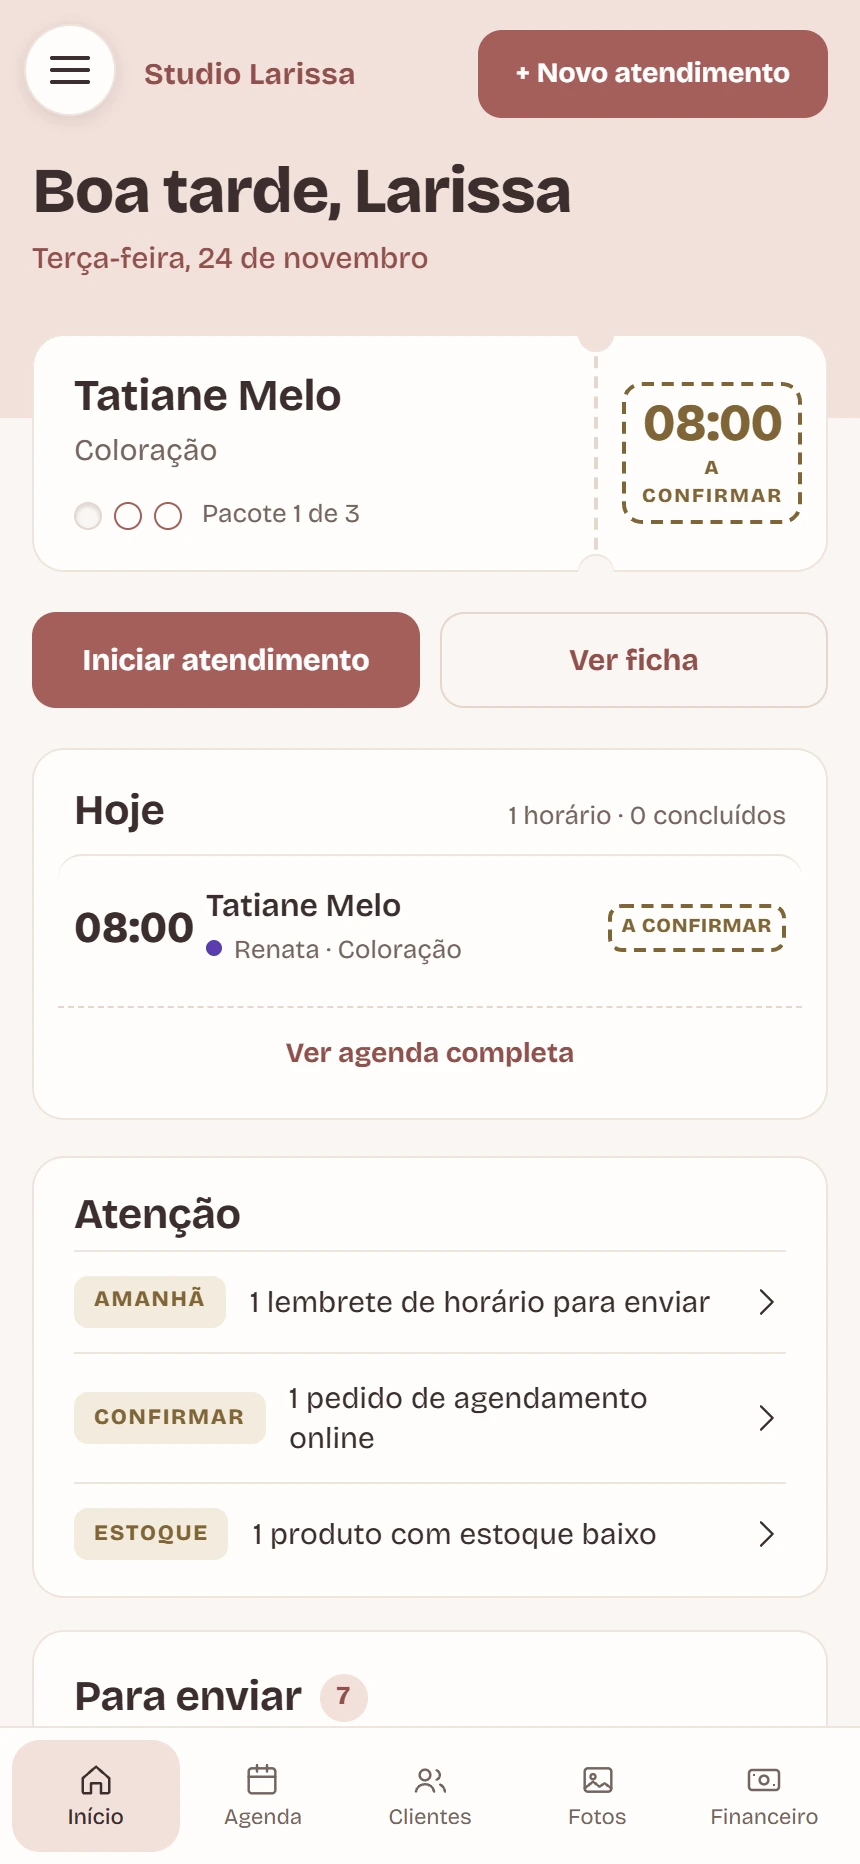 Studio Larissa
+ Novo atendimento
Boa tarde, Larissa
Terça-feira, 24 de novembro
Tatiane Melo
Coloração
Pacote 1 de 3
08:00
A
CONFIRMAR
Iniciar atendimento
Ver ficha
Hoje
1 horário · 0 concluídos
08:00
Tatiane Melo
Renata · Coloração
A CONFIRMAR
Ver agenda completa
Atenção
AMANHÃ
1 lembrete de horário para enviar
CONFIRMAR
1 pedido de agendamento
online
ESTOQUE
1 produto com estoque baixo
Para enviar
7
Início
Agenda
Clientes
Fotos
Financeiro